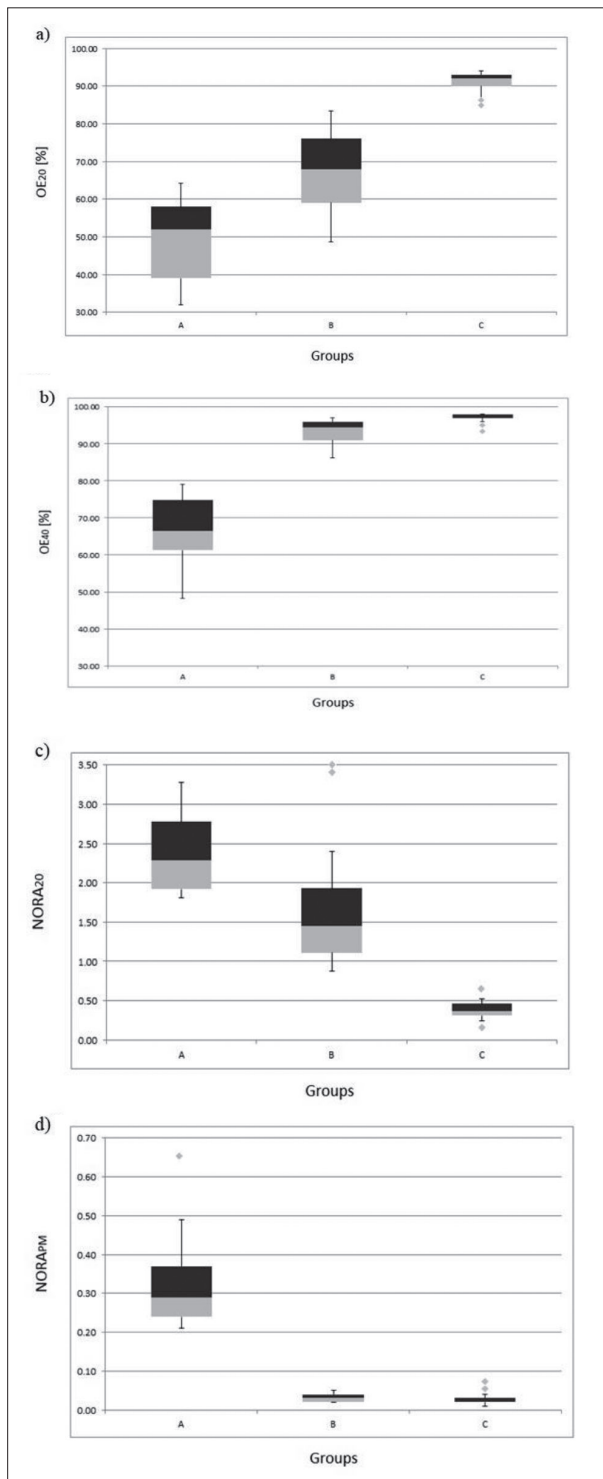 a)
100.00
90.00
80.00
70.00
60.00
50.00
40.00
30.00
OE20 [%]
A B C
Groups
b)
100.00
90.00
80.00
70.00
60.00
50.00
40.00
30.00
OE40 [%]
A B C
Groups
c)
3.50
3.00
2.50
2.00
1.50
1.00
0.50
0.00
NORA20
A B C
Groups
d)
0.70
0.60
0.50
0.40
0.30
0.20
0.10
0.00
NORAPM
A B C
Groups